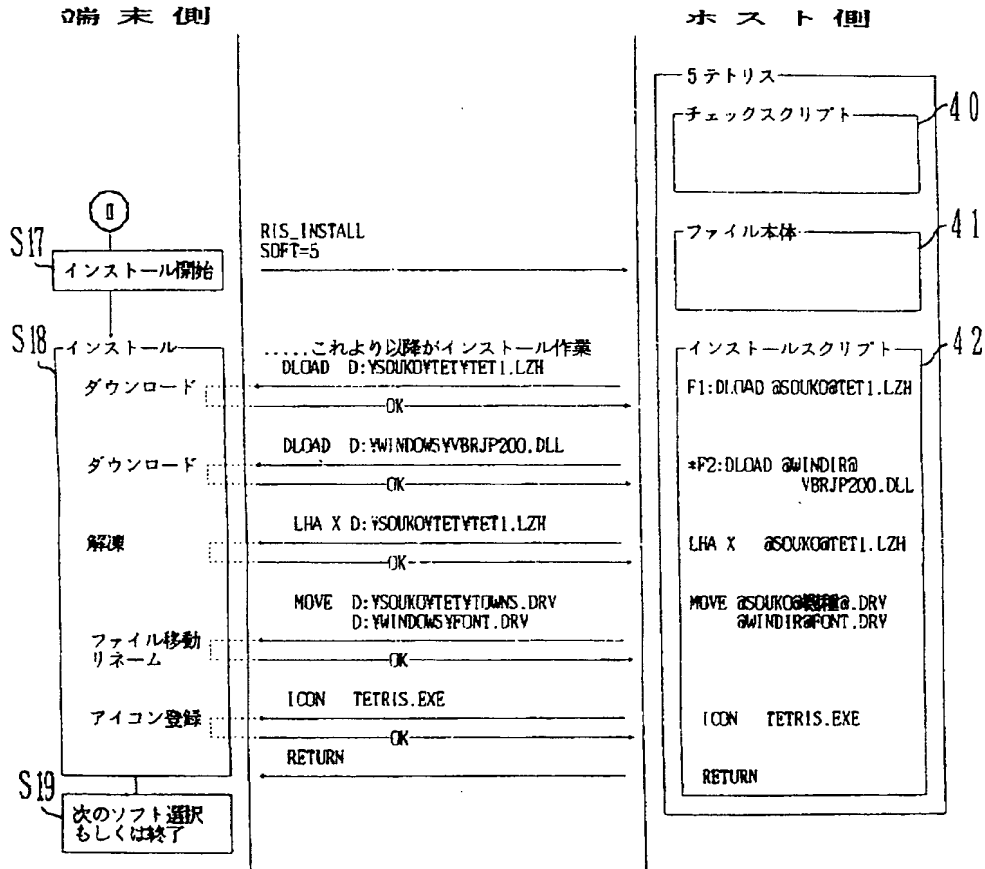 端末側
ホスト側
5テトリス
チェックスクリプト
40
Ⅱ
S17
インストール開始
RIS_INSTALL
SOFT=5
ファイル本体
41
S18
インストール
.....これより以降がインストール作業
インストールスクリプト
42
ダウンロード
DLOAD D:¥SOUKO¥TET¥TET1.LZH
OK
F1:DLOAD @SOUKO@TET1.LZH
ダウンロード
DLOAD D:¥WINDOWS¥VBRJP200.DLL
OK
*F2:DLOAD @WINDIR@
VBRJP200.DLL
解凍
LHA X D:¥SOUKO¥TET¥TET1.LZH
OK
LHA X @SOUKO@TET1.LZH
MOVE D:¥SOUKO¥TET¥TOWNS.DRV
D:¥WINDOWS¥FONT.DRV
ファイル移動
リネーム
OK
MOVE @SOUKO@機種@.DRV
@WINDIR@FONT.DRV
アイコン登録
ICON TETRIS.EXE
OK
ICON TETRIS.EXE
RETURN
RETURN
S19
次のソフト選択
もしくは終了